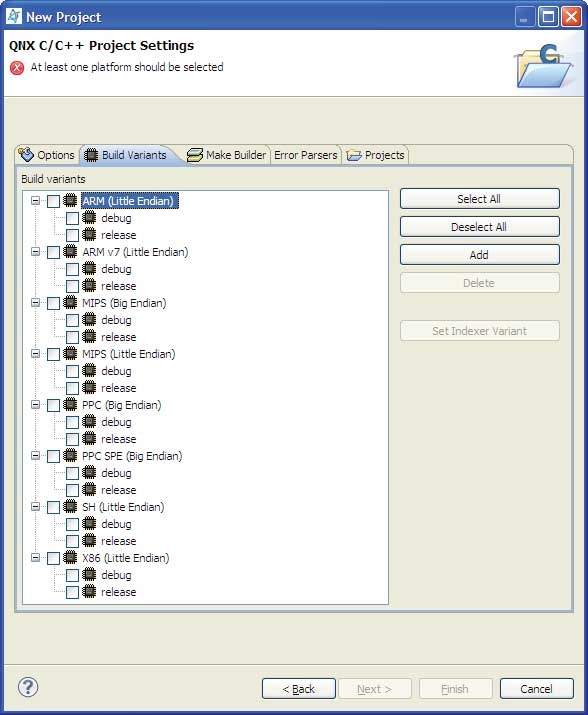 New Project
QNX C/C++ Project Settings
At least one platform should be selected
Options Build Variants Make Builder Error Parsers Projects
Build variants
ARM (Little Endian)
debug
release
ARM v7 (Little Endian)
debug
release
MIPS (Big Endian)
debug
release
MIPS (Little Endian)
debug
release
PPC (Big Endian)
debug
release
PPC SPE (Big Endian)
debug
release
SH (Little Endian)
debug
release
X86 (Little Endian)
debug
release
Select All
Deselect All
Add
Delete
Set Indexer Variant
? < Back Next > Finish Cancel